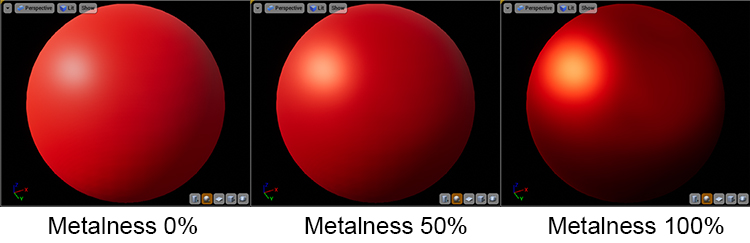 Perspective Lit Show
Perspective Lit Show
Perspective Lit Show
X
Y
X
Y
X
Y
Metalness 0%
Metalness 50%
Metalness 100%